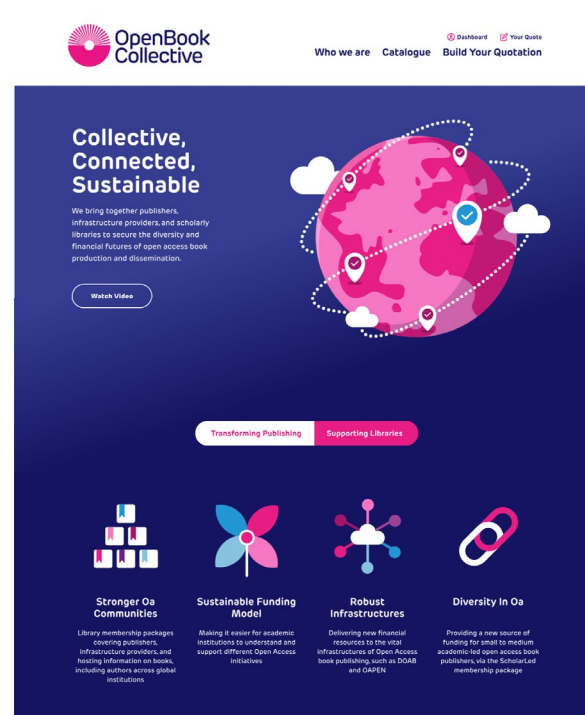 OpenBook
Collective
Dashboard
Your Quote
Who we are
Catalogue
Build Your Quotation
Collective,
Connected,
Sustainable
We bring together publishers,
infrastructure providers, and scholarly
libraries to secure the diversity and
financial futures of open access book
production and dissemination.
Watch Video
Transforming Publishing
Supporting Libraries
Stronger Oa
Communities
Library membership packages
covering publishers,
infrastructure providers, and
hosting information on books,
including authors across global
institutions
Sustainable Funding
Model
Making it easier for academic
institutions to understand and
support different Open Access
initiatives
Robust
Infrastructures
Delivering new financial
resources to the vital
infrastructures of Open Access
book publishing, such as DOAB
and OAPEN
Diversity In Oa
Providing a new source of
funding for small to medium
academic-led open access book
publishers, via the ScholarLed
membership package